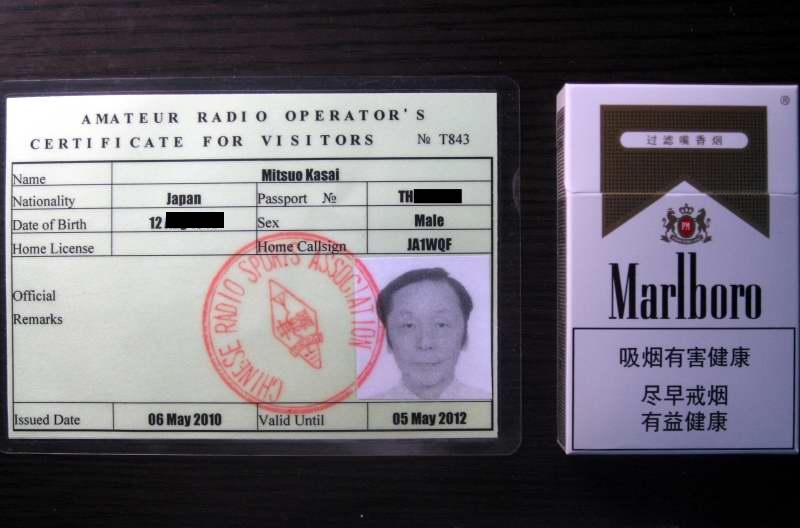 AMATEUR RADIO OPERATOR'S
CERTIFICATE FOR VISITORS № T843
Name Mitsuo Kasai
Nationality Japan Passport № TH
Date of Birth 12 Sex Male
Home License Home Callsign JA1WQF
Official
Remarks
CHINESE RADIO SPORTS ASSOCIATION
Issued Date 06 May 2010 Valid Until 05 May 2012
®
过滤嘴香烟
PM
Marlboro
吸烟有害健康
尽早戒烟
有益健康